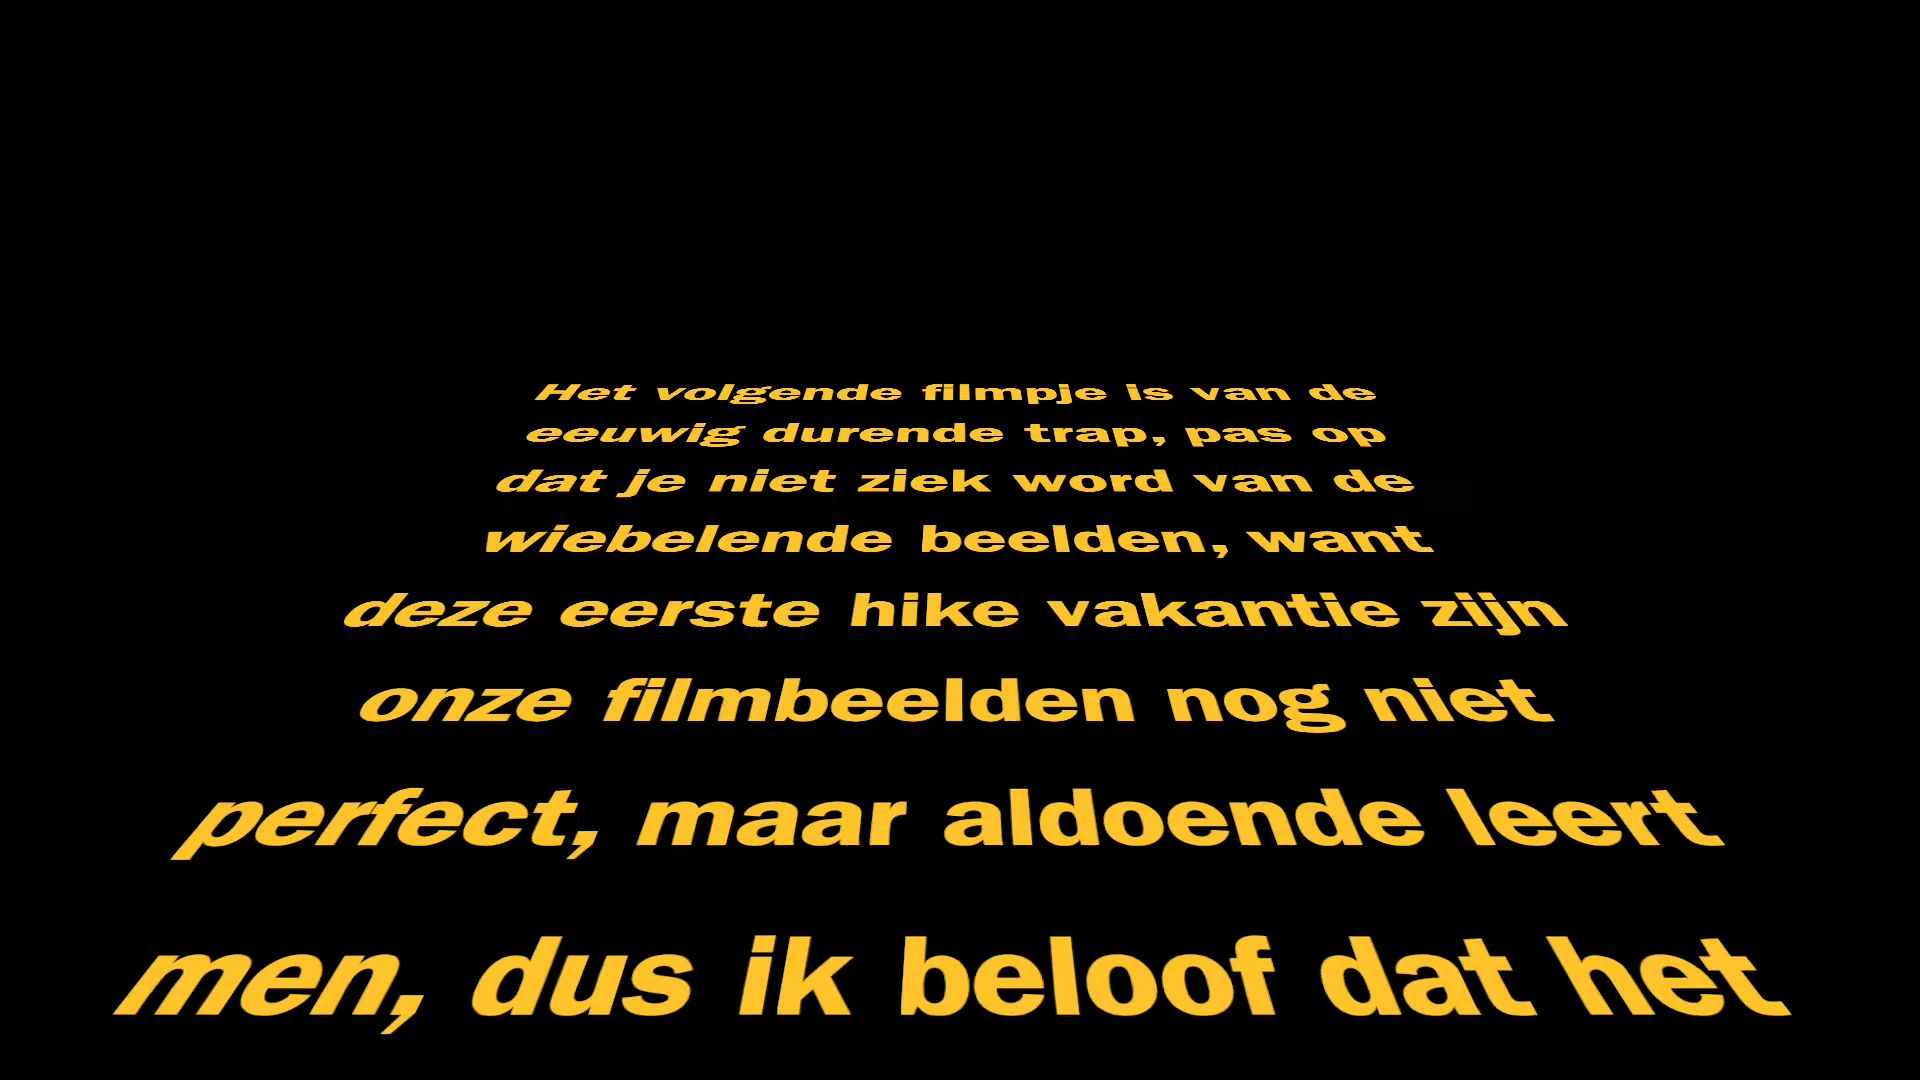 Het volgende filmpje is van de
eeuwig durende trap, pas op
dat je niet ziek word van de
wiebelende beelden, want
deze eerste hike vakantie zijn
onze filmbeelden nog niet
perfect, maar aldoende leert
men, dus ik beloof dat het